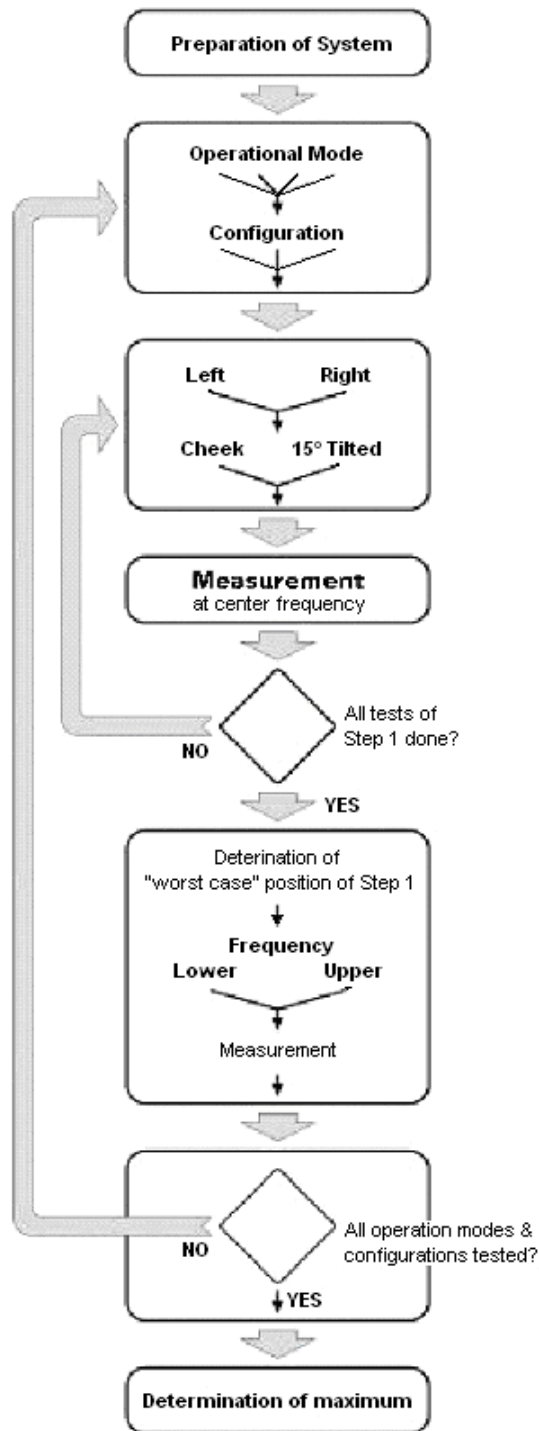 Preparation of System
Operational Mode
Configuration
Left Right
Cheek 15° Tilted
Measurement
at center frequency
All tests of
Step 1 done?
NO
YES
Deterination of
"worst case" position of Step 1
Frequency
Lower Upper
Measurement
All operation modes &
configurations tested?
NO
YES
Determination of maximum